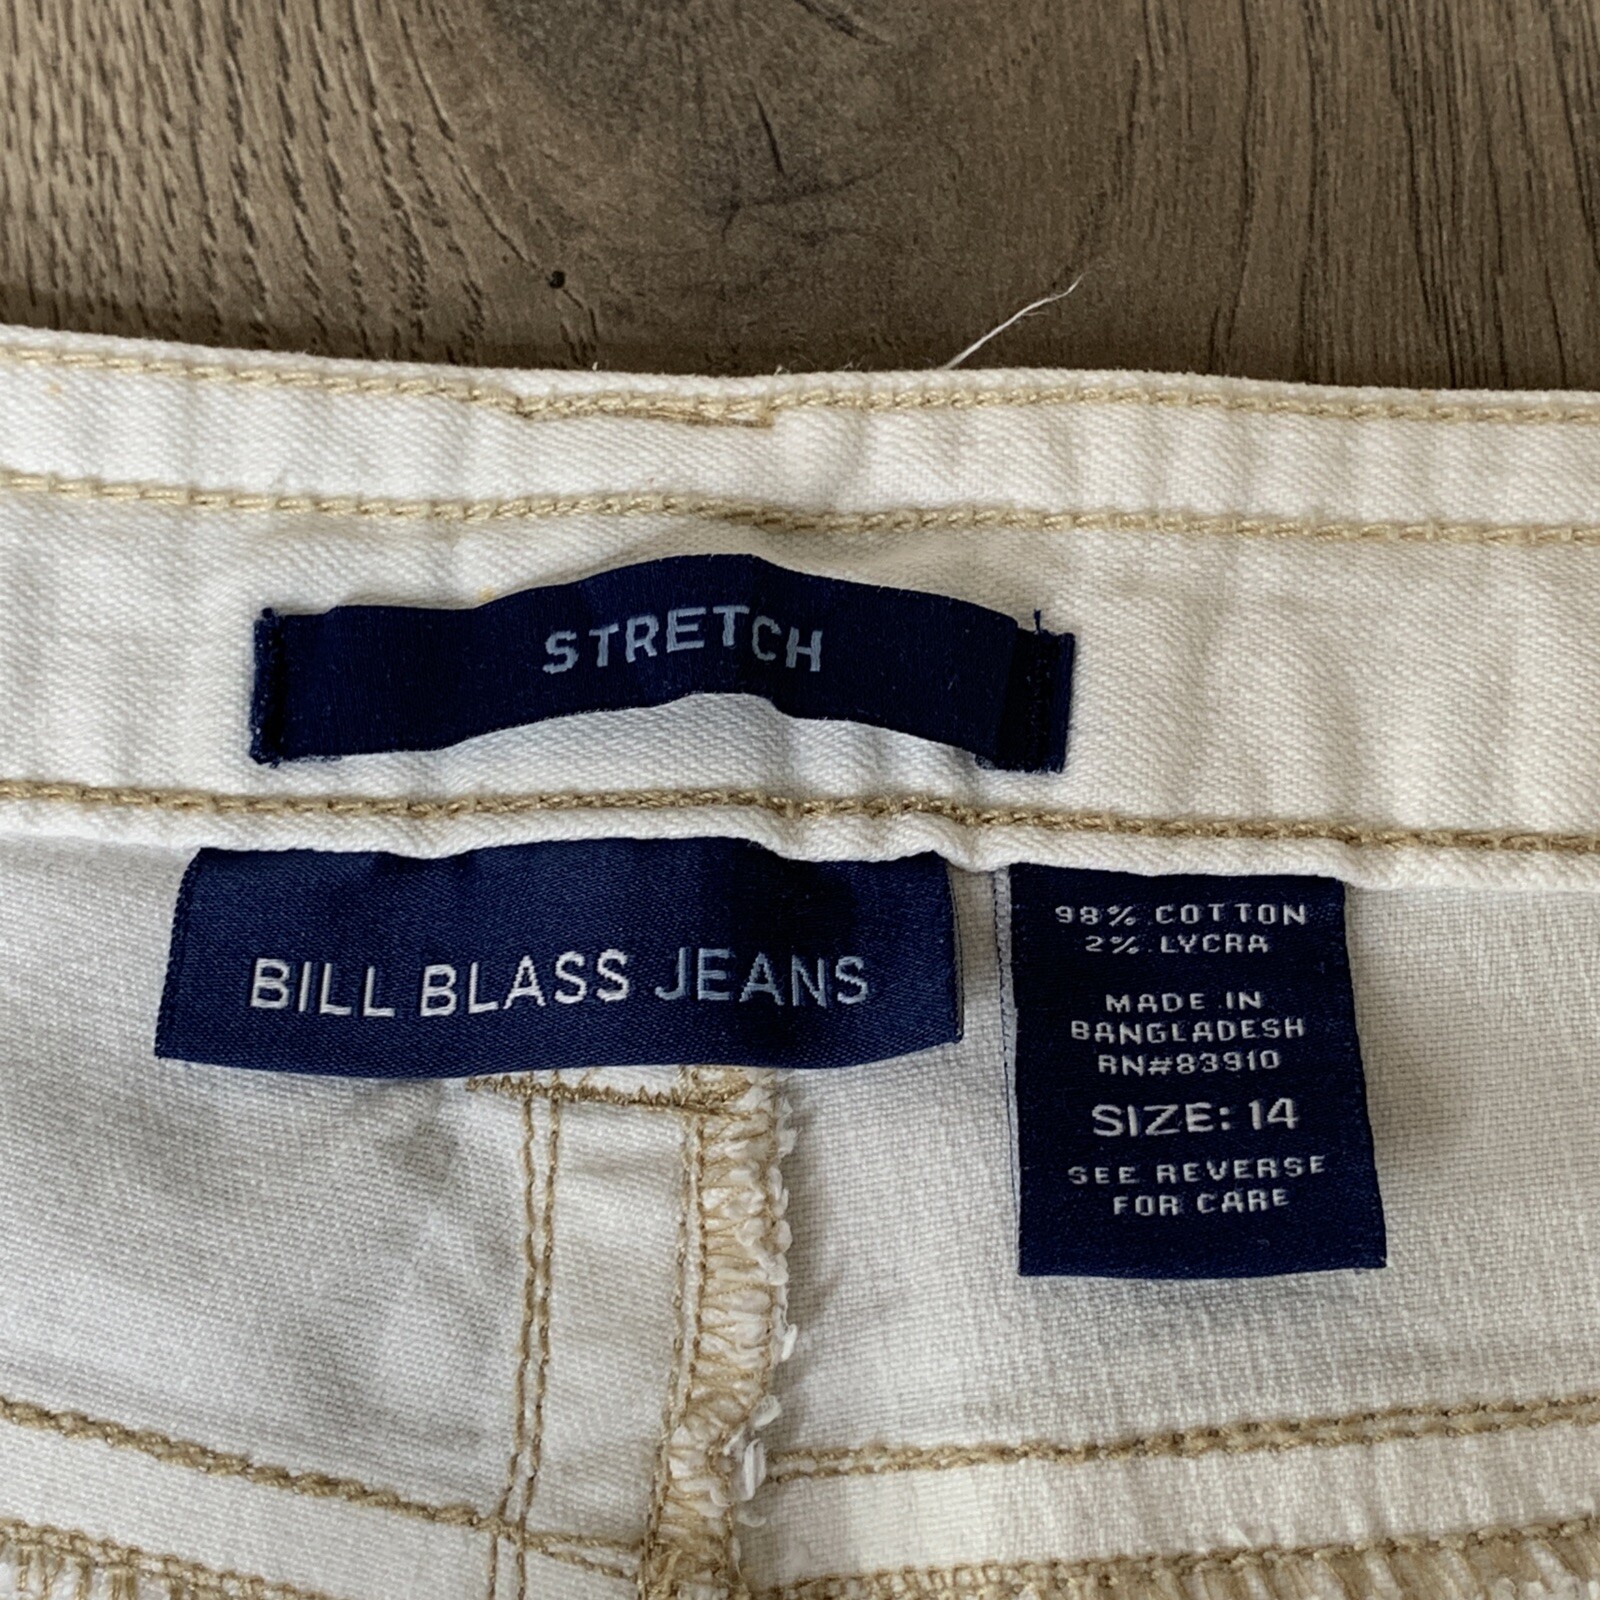 STRETCH
BILL BLASS JEANS
98% COTTON
2% LYCRA
MADE IN
BANGLADESH
RN#83910
SIZE: 14
SEE REVERSE
FOR CARE